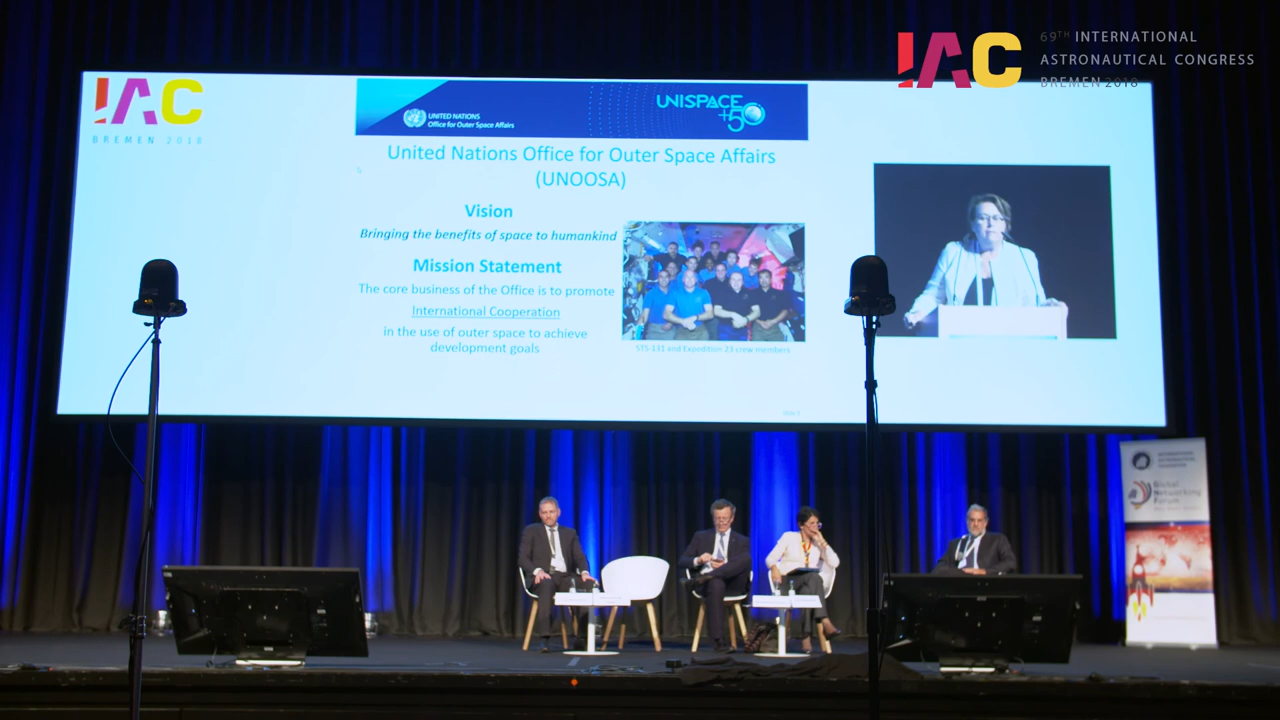 IAC
69TH INTERNATIONAL
ASTRONAUTICAL CONGRESS
BREMEN 2018
IAC
BREMEN 2018
UNITED NATIONS
Office for Outer Space Affairs
UNISPACE
+50
United Nations Office for Outer Space Affairs
(UNOOSA)
Vision
Bringing the benefits of space to humankind
Mission Statement
The core business of the Office is to promote
International Cooperation
in the use of outer space to achieve
development goals
STS-131 and Expedition 23 crew members
INTERNATIONAL
ASTRONAUTICAL
FEDERATION
Global
Networking
Forum